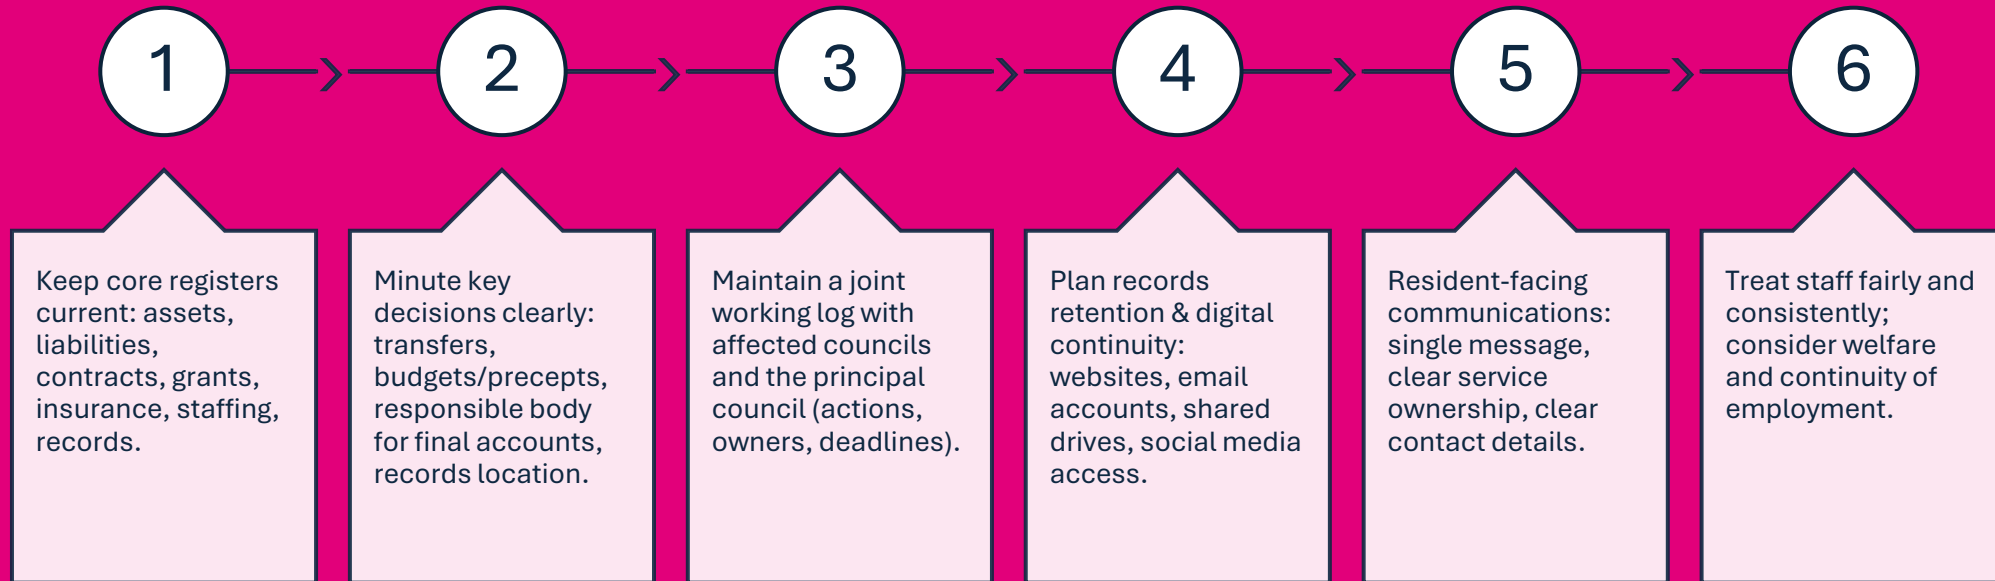 1
2
3
4
5
6
Keep core registers
current: assets,
liabilities,
contracts, grants,
insurance, staffing,
records.
Minute key
decisions clearly:
transfers,
budgets/precepts,
responsible body
for final accounts,
records location.
Maintain a joint
working log with
affected councils
and the principal
council (actions,
owners, deadlines).
Plan records
retention & digital
continuity:
websites, email
accounts, shared
drives, social media
access.
Resident-facing
communications:
single message,
clear service
ownership, clear
contact details.
Treat staff fairly and
consistently;
consider welfare
and continuity of
employment.